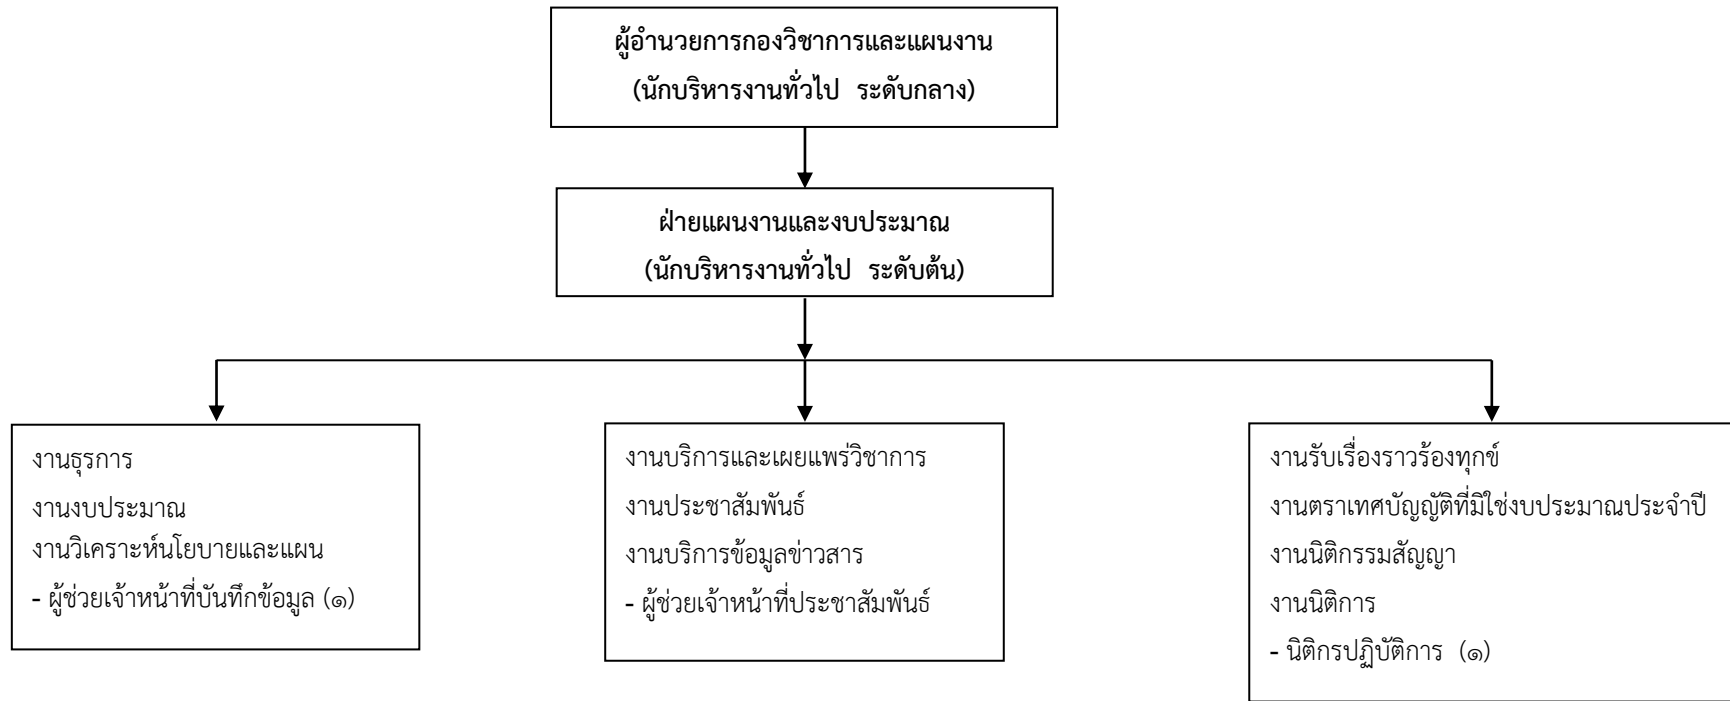 ผู้อำนวยการกองวิชาการและแผนงาน
(นักบริหารงานทั่วไป ระดับกลาง)
ฝ่ายแผนงานและงบประมาณ
(นักบริหารงานทั่วไป ระดับต้น)
งานธุรการ
งานงบประมาณ
งานวิเคราะห์นโยบายและแผน
- ผู้ช่วยเจ้าหน้าที่บันทึกข้อมูล (๑)
งานบริการและเผยแพร่วิชาการ
งานประชาสัมพันธ์
งานบริการข้อมูลข่าวสาร
- ผู้ช่วยเจ้าหน้าที่ประชาสัมพันธ์
งานรับเรื่องราวร้องทุกข์
งานตราเทศบัญญัติที่มิใช่งบประมาณประจำปี
งานนิติกรรมสัญญา
งานนิติการ
- นิติกรปฏิบัติการ (๑)